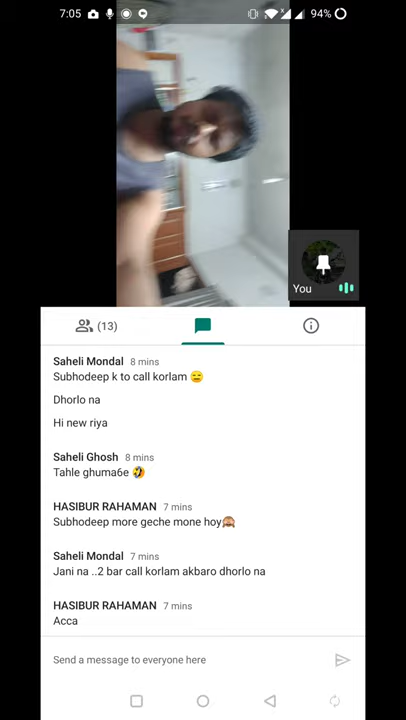 7:05
94%
You
(13)
Saheli Mondal 8 mins
Subhodeep k to call korlam 😑
Dhorlo na
Hi new riya
Saheli Ghosh 8 mins
Tahle ghuma6e 🤣
HASIBUR RAHAMAN 7 mins
Subhodeep more geche mone hoy🙈
Saheli Mondal 7 mins
Jani na ..2 bar call korlam akbaro dhorlo na
HASIBUR RAHAMAN 7 mins
Acca
Send a message to everyone here